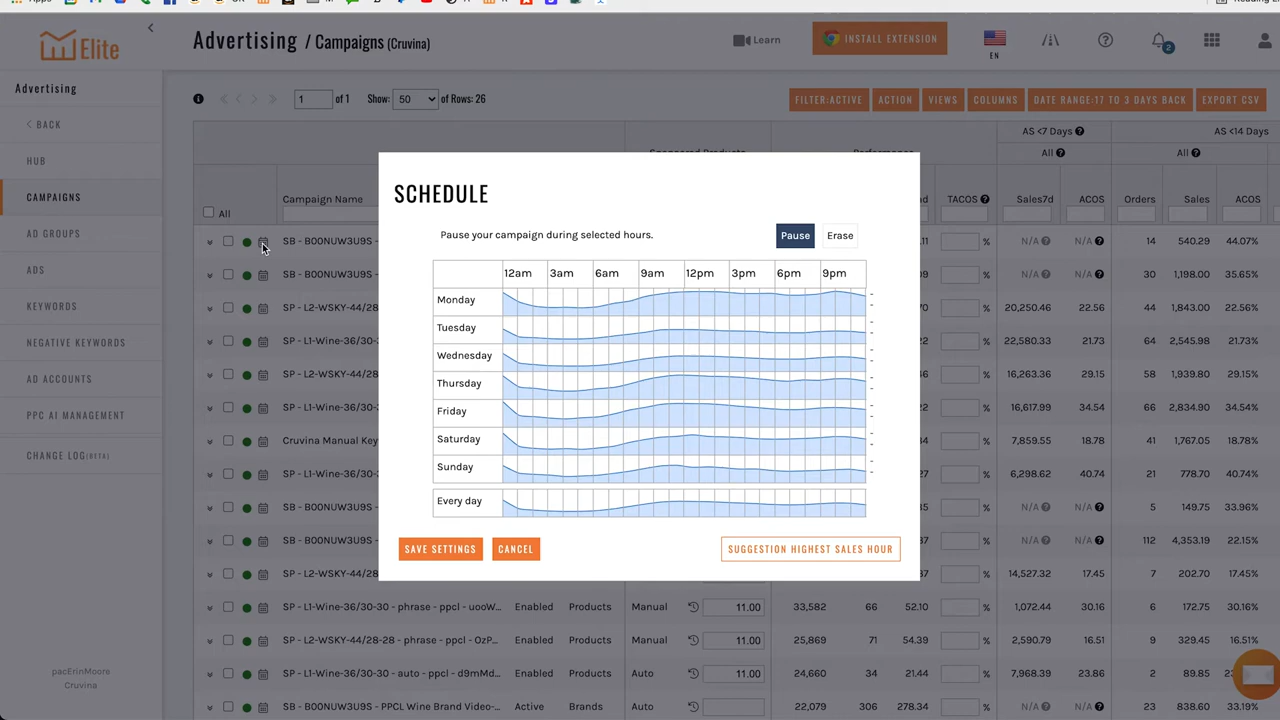 Elite
Advertising / Campaigns (Cruvina)
Learn
INSTALL EXTENSION
EN
2
Advertising
< BACK
HUB
CAMPAIGNS
AD GROUPS
ADS
KEYWORDS
NEGATIVE KEYWORDS
AD ACCOUNTS
PPC AI MANAGEMENT
CHANGE LOG(BETA)
pacErinMoore
Cruvina
1 of 1 Show: 50 of Rows: 26
FILTER:ACTIVE ACTION VIEWS COLUMNS DATE RANGE:17 TO 3 DAYS BACK EXPORT CSV
AS <7 Days AS <14 Days
All All
All Campaign Name TACOS Sales7d ACOS Orders Sales ACOS
SCHEDULE
Pause your campaign during selected hours.
Pause Erase
12am 3am 6am 9am 12pm 3pm 6pm 9pm
Monday
Tuesday
Wednesday
Thursday
Friday
Saturday
Sunday
Every day
SAVE SETTINGS CANCEL SUGGESTION HIGHEST SALES HOUR
SB - B00NUW3U9S - % N/A N/A 14 540.29 44.07%
SB - B00NUW3U9S - % N/A N/A 30 1,198.00 35.65%
SP - L2-WSKY-44/28 % 20,250.46 22.56 44 1,843.00 22.56%
SP - L1-Wine-36/30- % 22,580.33 21.73 64 2,545.98 21.73%
SP - L2-WSKY-44/28 % 16,263.36 29.15 58 1,939.80 29.15%
SP - L1-Wine-36/30- % 16,617.99 34.54 66 2,834.90 34.54%
Cruvina Manual Key % 7,859.55 18.78 41 1,767.05 18.78%
SP - L1-Wine-36/30- % 6,298.62 40.74 21 778.70 40.74%
SB - B00NUW3U9S - % N/A N/A 5 149.75 33.96%
SB - B00NUW3U9S - % N/A N/A 112 4,353.19 22.15%
SP - L2-WSKY-44/28 % 14,527.32 17.45 7 202.70 17.45%
SP - L1-Wine-36/30-30 - phrase - ppcl - uooW... Enabled Products Manual 11.00 33,582 66 52.10 % 1,072.44 30.16 6 172.75 30.16%
SP - L2-WSKY-44/28-28 - phrase - ppcl - OzP... Enabled Products Manual 11.00 25,869 71 54.39 % 2,590.79 16.51 9 329.45 16.51%
SP - L1-Wine-36/30-30 - auto - ppcl - d9mMd... Enabled Products Auto 11.00 24,660 34 21.44 % 7,968.38 23.86 2 89.85 23.86%
SB - B00NUW3U9S - PPCL Wine Brand Video-... Active Brands Auto 22,079 306 278.34 % N/A N/A 23 838.60 33.19%